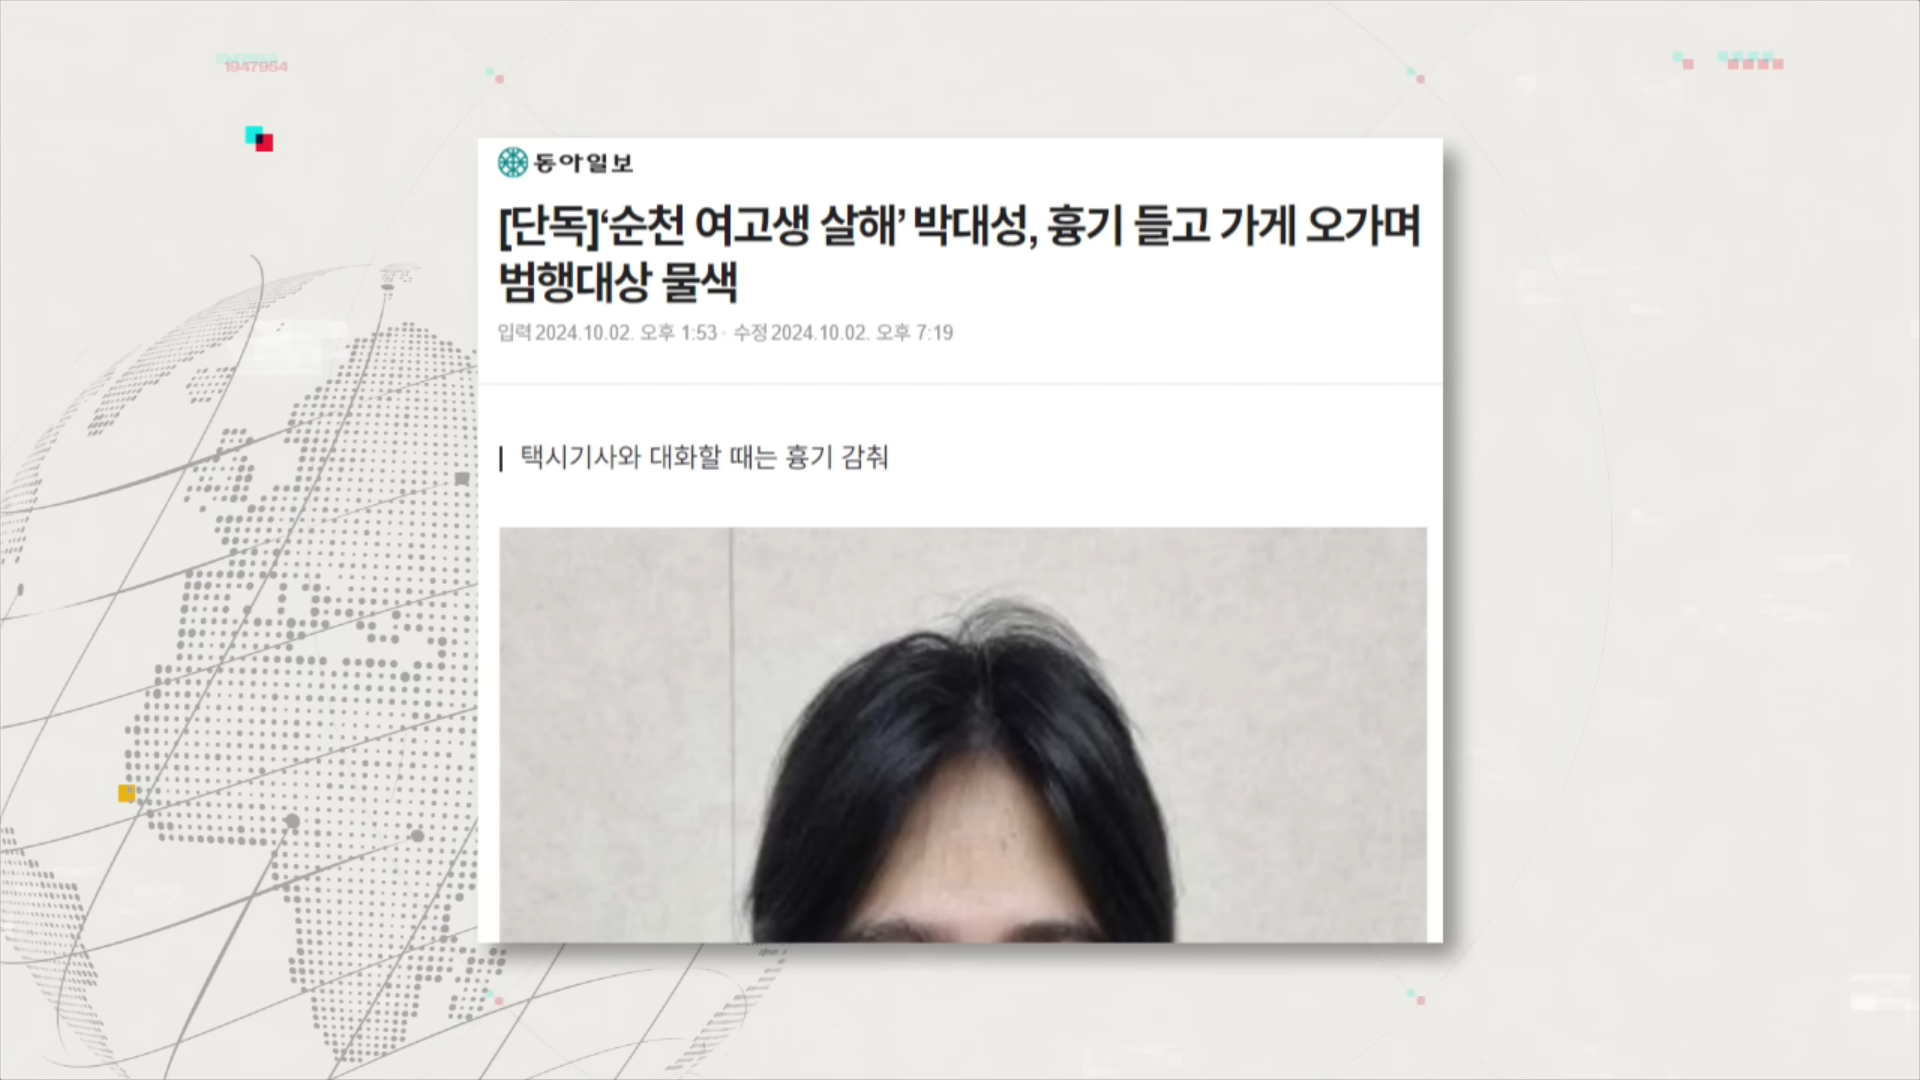 1947954
동아일보
[단독]‘순천 여고생 살해’ 박대성, 흉기 들고 가게 오가며
범행대상 물색
입력 2024.10.02. 오후 1:53 · 수정 2024.10.02. 오후 7:19
택시기사와 대화할 때는 흉기 감춰